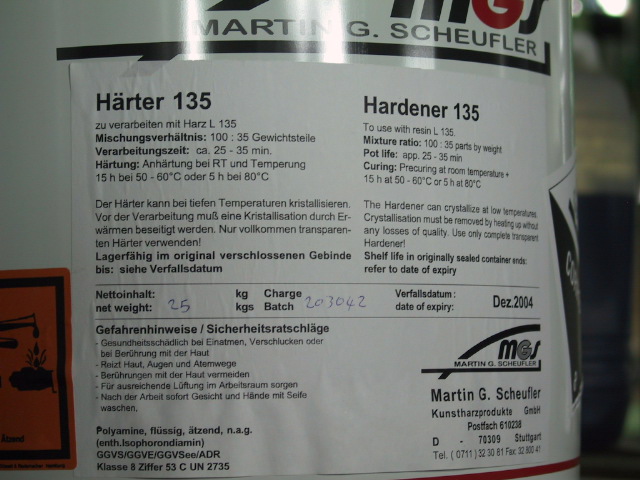 MGS
MARTIN G. SCHEUFLER
Härter 135
zu verarbeiten mit Harz L 135
Mischungsverhältnis: 100 : 35 Gewichtsteile
Verarbeitungszeit: ca. 25 - 35 min.
Härtung: Anhärtung bei RT und Temperung
15 h bei 50 - 60°C oder 5 h bei 80°C
Der Härter kann bei tiefen Temperaturen kristallisieren.
Vor der Verarbeitung muß eine Kristallisation durch Er-
wärmen beseitigt werden. Nur vollkommen transparen-
ten Härter verwenden!
Lagerfähig im original verschlossenen Gebinde
bis: siehe Verfallsdatum
Hardener 135
To use with resin L 135.
Mixture ratio: 100 : 35 parts by weight
Pot life: app. 25 - 35 min
Curing: Precuring at room temperature +
15 h at 50 - 60°C or 5 at 80°C
The Hardener can crystallize at low temperatures.
Crystallisation must be removed by heating up without
any losses of quality. Use only complete transparent
Hardener!
Shelf life in originally sealed container ends:
refer to date of expiry
Nettoinhalt: kg Charge Verfallsdatum :
net weight: 25 kgs Batch 203042 date of expiry: Dez.2004
Gefahrenhinweise / Sicherheitsratschläge
- Gesundheitsschädlich bei Einatmen, Verschlucken oder
bei Berührung mit der Haut
- Reizt Haut, Augen und Atemwege
- Berührungen mit der Haut vermeiden
- Für ausreichende Lüftung im Arbeitsraum sorgen
- Nach der Arbeit sofort Gesicht und Hände mit Seife
waschen,
Polyamine, flüssig, ätzend, n.a.g.
(enth.Isophorondiamin)
GGVS/GGVE/GGVSee/ADR
Klasse 8 Ziffer 53 C UN 2735
MGS
MARTIN G. SCHEUFLER
Martin G. Scheufler
Kunstharzprodukte GmbH
Postfach 610238
D - 70309 Stuttgart
Tel. ( 0711 ) 32 30 81 Fax: 32 800 41
Ätzend